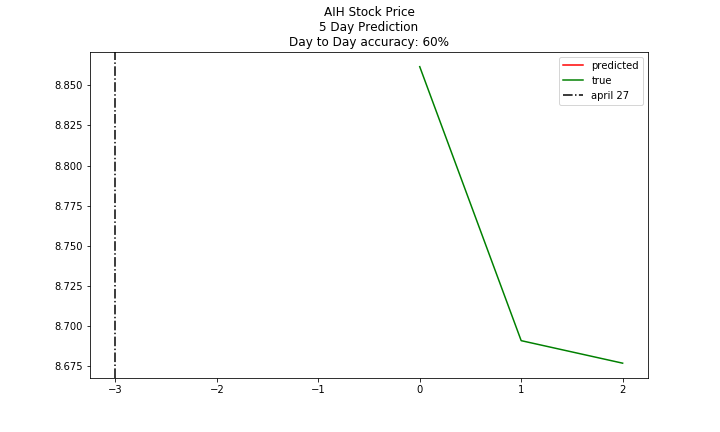 AIH Stock Price
5 Day Prediction
Day to Day accuracy: 60%
predicted
true
april 27
8.850
8.825
8.800
8.775
8.750
8.725
8.700
8.675
−3
−2
−1
0
1
2